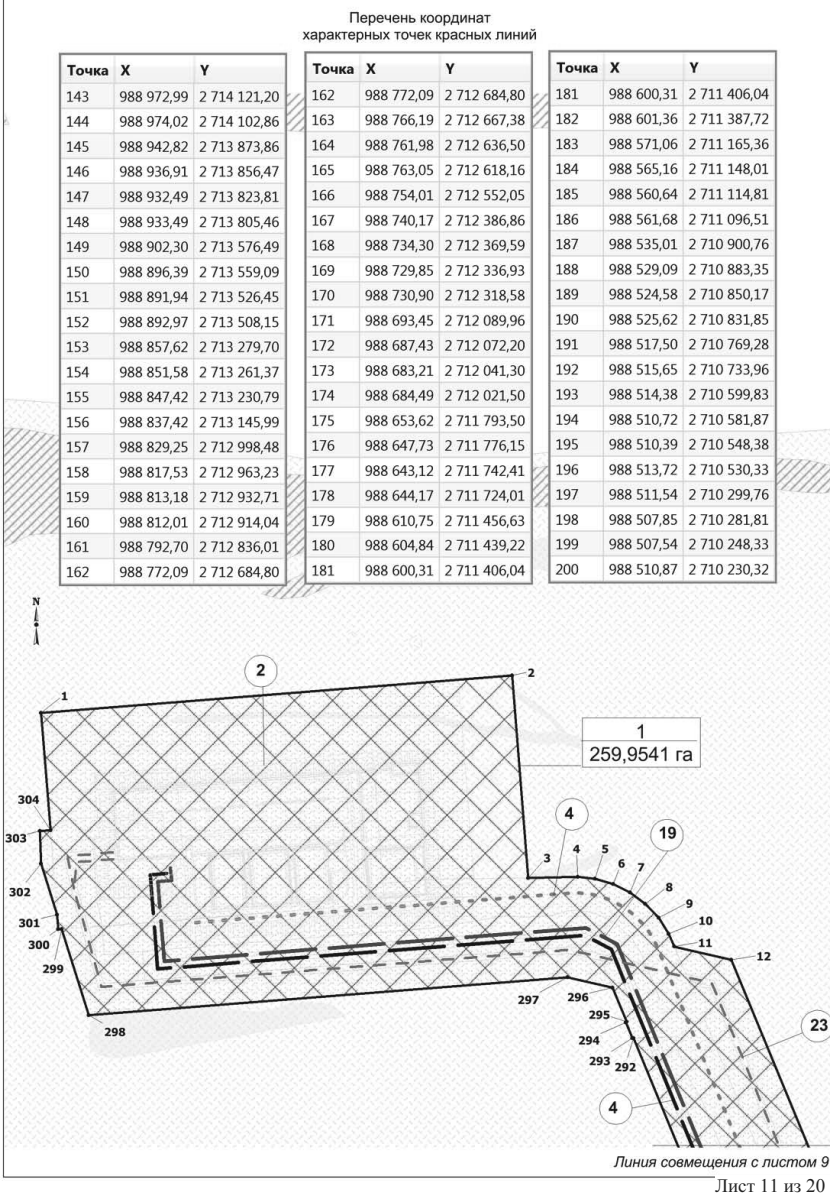 Перечень координат
характерных точек красных линий
Точка X Y
143 988 972,99 2 714 121,20
144 988 974,02 2 714 102,86
145 988 942,82 2 713 873,86
146 988 936,91 2 713 856,47
147 988 932,49 2 713 823,81
148 988 933,49 2 713 805,46
149 988 902,30 2 713 576,49
150 988 896,39 2 713 559,09
151 988 891,94 2 713 526,45
152 988 892,97 2 713 508,15
153 988 857,62 2 713 279,70
154 988 851,58 2 713 261,37
155 988 847,42 2 713 230,79
156 988 837,42 2 713 145,99
157 988 829,25 2 712 998,48
158 988 817,53 2 712 963,23
159 988 813,18 2 712 932,71
160 988 812,01 2 712 914,04
161 988 792,70 2 712 836,01
162 988 772,09 2 712 684,80
Точка X Y
162 988 772,09 2 712 684,80
163 988 766,19 2 712 667,38
164 988 761,98 2 712 636,50
165 988 763,05 2 712 618,16
166 988 754,01 2 712 552,05
167 988 740,17 2 712 386,86
168 988 734,30 2 712 369,59
169 988 729,85 2 712 336,93
170 988 730,90 2 712 318,58
171 988 693,45 2 712 089,96
172 988 687,43 2 712 072,20
173 988 683,21 2 712 041,30
174 988 684,49 2 712 021,50
175 988 653,62 2 711 793,50
176 988 647,73 2 711 776,15
177 988 643,12 2 711 742,41
178 988 644,17 2 711 724,01
179 988 610,75 2 711 456,63
180 988 604,84 2 711 439,22
181 988 600,31 2 711 406,04
Точка X Y
181 988 600,31 2 711 406,04
182 988 601,36 2 711 387,72
183 988 571,06 2 711 165,36
184 988 565,16 2 711 148,01
185 988 560,64 2 711 114,81
186 988 561,68 2 711 096,51
187 988 535,01 2 710 900,76
188 988 529,09 2 710 883,35
189 988 524,58 2 710 850,17
190 988 525,62 2 710 831,85
191 988 517,50 2 710 769,28
192 988 515,65 2 710 733,96
193 988 514,38 2 710 599,83
194 988 510,72 2 710 581,87
195 988 510,39 2 710 548,38
196 988 513,72 2 710 530,33
197 988 511,54 2 710 299,76
198 988 507,85 2 710 281,81
199 988 507,54 2 710 248,33
200 988 510,87 2 710 230,32
N
2
2
1
1
259,9541 га
304
303
302
301
300
299
298
4
19
3
4
5
6
7
8
9
10
11
12
297
296
295
294
293
292
23
4
Линия совмещения с листом 9
Лист 11 из 20